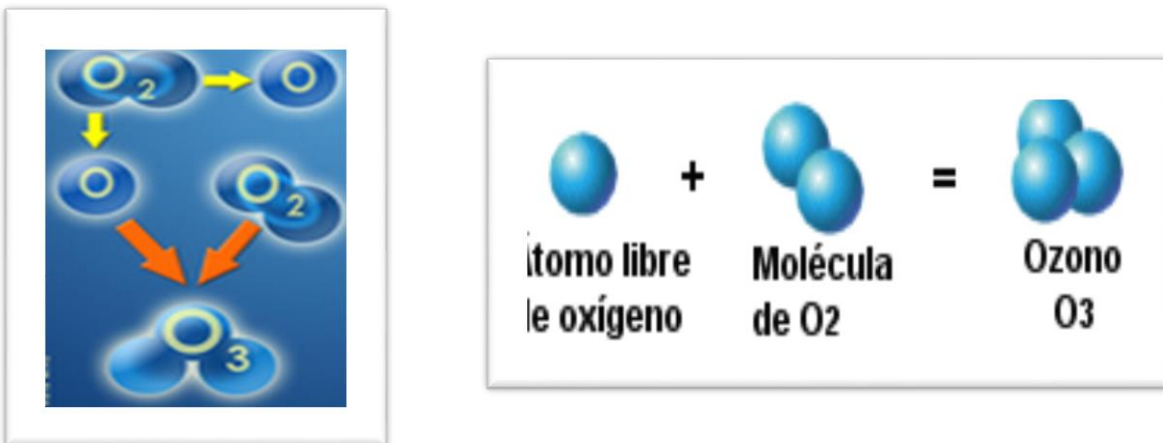 O2
O
O
O2
O3
+
=
tomo libre
e oxígeno
Molécula
de O2
Ozono
O3